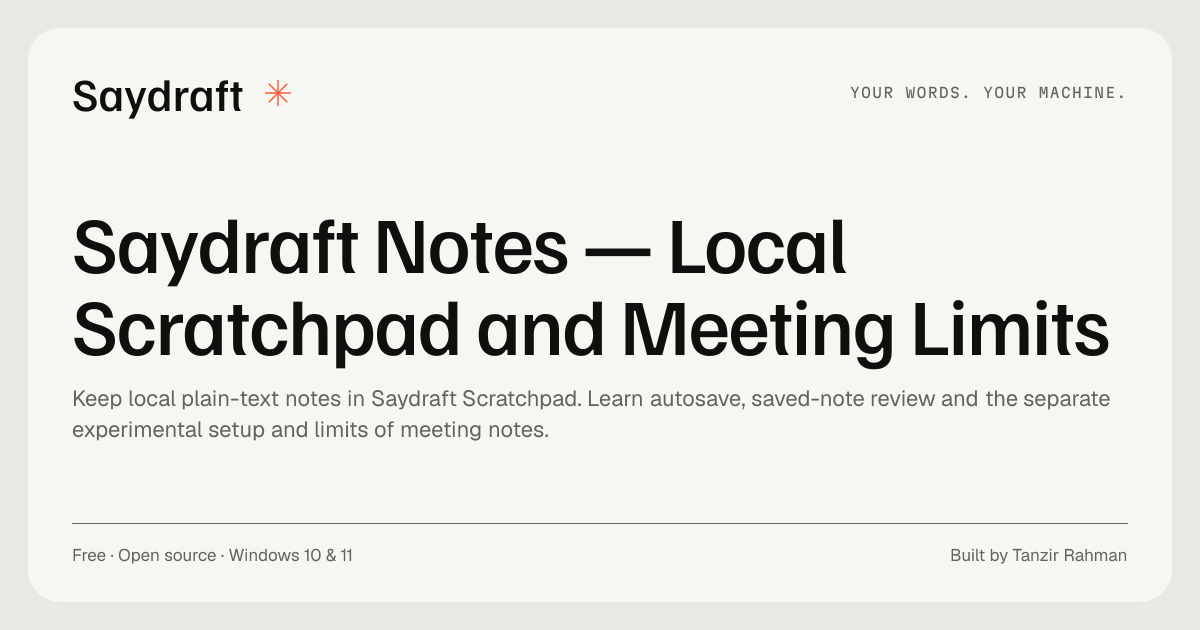 Saydraft
YOUR WORDS. YOUR MACHINE.
Saydraft Notes — Local
Scratchpad and Meeting Limits
Keep local plain-text notes in Saydraft Scratchpad. Learn autosave, saved-note review and the separate
experimental setup and limits of meeting notes.
Free · Open source · Windows 10 & 11
Built by Tanzir Rahman